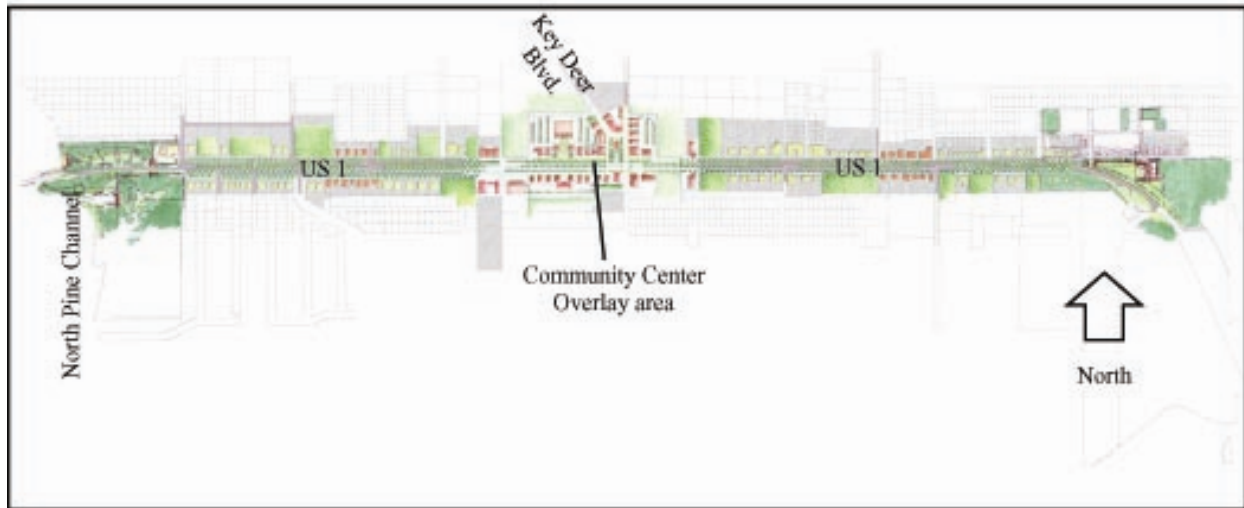 Key Deer
Blvd.
US 1
US 1
North Pine Channel
Community Center
Overlay area
North